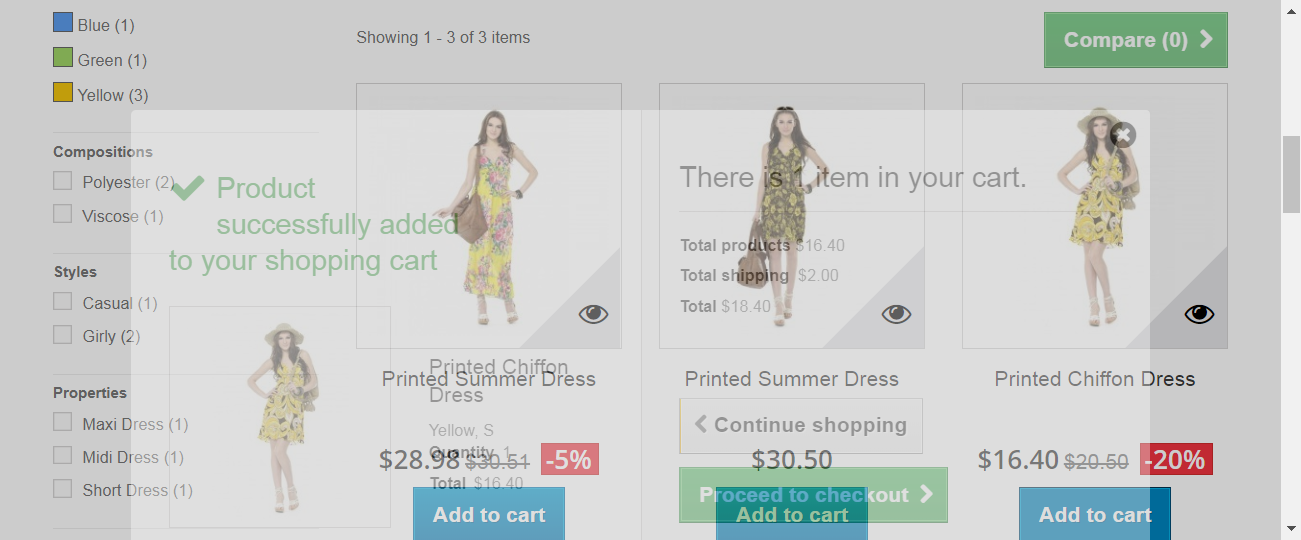 Blue (1)
Green (1)
Yellow (3)
Compositions
Polyester (2)
Viscose (1)
Styles
Casual (1)
Girly (2)
Properties
Maxi Dress (1)
Midi Dress (1)
Short Dress (1)
Showing 1 - 3 of 3 items
Compare (0)
Printed Summer Dress
$28.98 $30.51 -5%
Add to cart
Printed Summer Dress
$30.50
Add to cart
Printed Chiffon Dress
$16.40 $20.50 -20%
Add to cart
Product
successfully added
to your shopping cart
Printed Chiffon
Dress
Yellow, S
Quantity 1
Total $16.40
There is 1 item in your cart.
Total products $16.40
Total shipping $2.00
Total $18.40
Continue shopping
Proceed to checkout